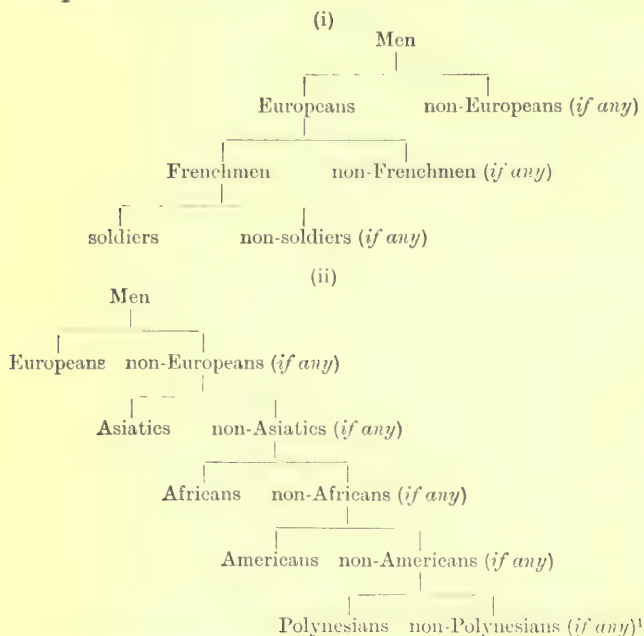 (i)
Men
Europeans non-Europeans (if any)
Frenchmen non-Frenchmen (if any)
soldiers non-soldiers (if any)
(ii)
Men
Europeans non-Europeans (if any)
Asiatics non-Asiatics (if any)
Africans non-Africans (if any)
Americans non-Americans (if any)
Polynesians non-Polynesians (if any)¹